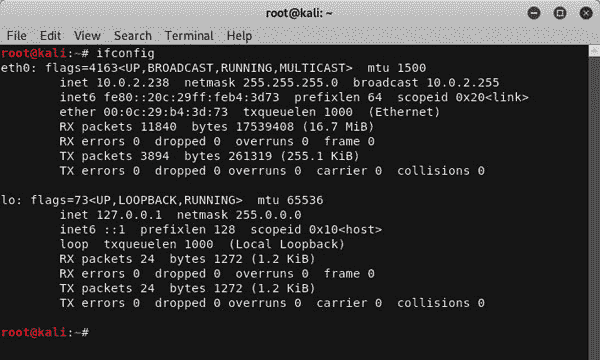 root@kali: ~
File Edit View Search Terminal Help
root@kali:~# ifconfig
eth0: flags=4163<UP,BROADCAST,RUNNING,MULTICAST>  mtu 1500
        inet 10.0.2.238  netmask 255.255.255.0  broadcast 10.0.2.255
        inet6 fe80::20c:29ff:feb4:3d73  prefixlen 64  scopeid 0x20<link>
        ether 00:0c:29:b4:3d:73  txqueuelen 1000  (Ethernet)
        RX packets 11840  bytes 17539408 (16.7 MiB)
        RX errors 0  dropped 0  overruns 0  frame 0
        TX packets 3894  bytes 261319 (255.1 KiB)
        TX errors 0  dropped 0 overruns 0  carrier 0  collisions 0
lo: flags=73<UP,LOOPBACK,RUNNING>  mtu 65536
        inet 127.0.0.1  netmask 255.0.0.0
        inet6 ::1  prefixlen 128  scopeid 0x10<host>
        loop  txqueuelen 1000  (Local Loopback)
        RX packets 24  bytes 1272 (1.2 KiB)
        RX errors 0  dropped 0  overruns 0  frame 0
        TX packets 24  bytes 1272 (1.2 KiB)
        TX errors 0  dropped 0 overruns 0  carrier 0  collisions 0
root@kali:~#